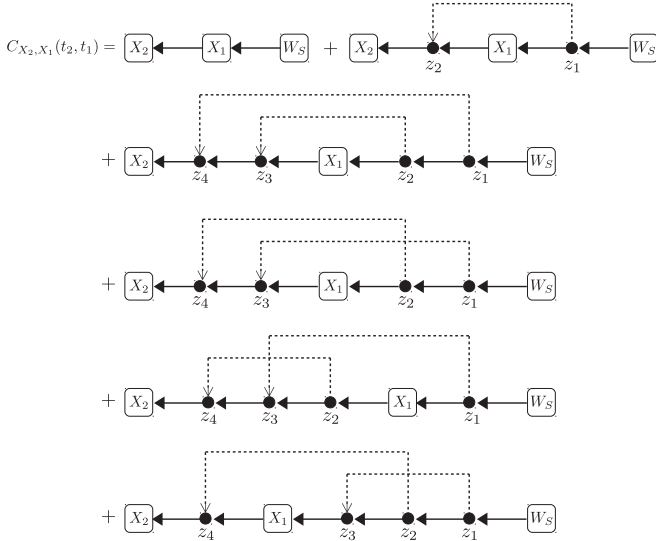 C_{X_2,X_1}(t_2,t_1) = X_2 X_1 W_S + X_2 z_2 X_1 z_1 W_S
+ X_2 z_4 z_3 X_1 z_2 z_1 W_S
+ X_2 z_4 z_3 X_1 z_2 z_1 W_S
+ X_2 z_4 z_3 z_2 X_1 z_1 W_S
+ X_2 z_4 X_1 z_3 z_2 z_1 W_S